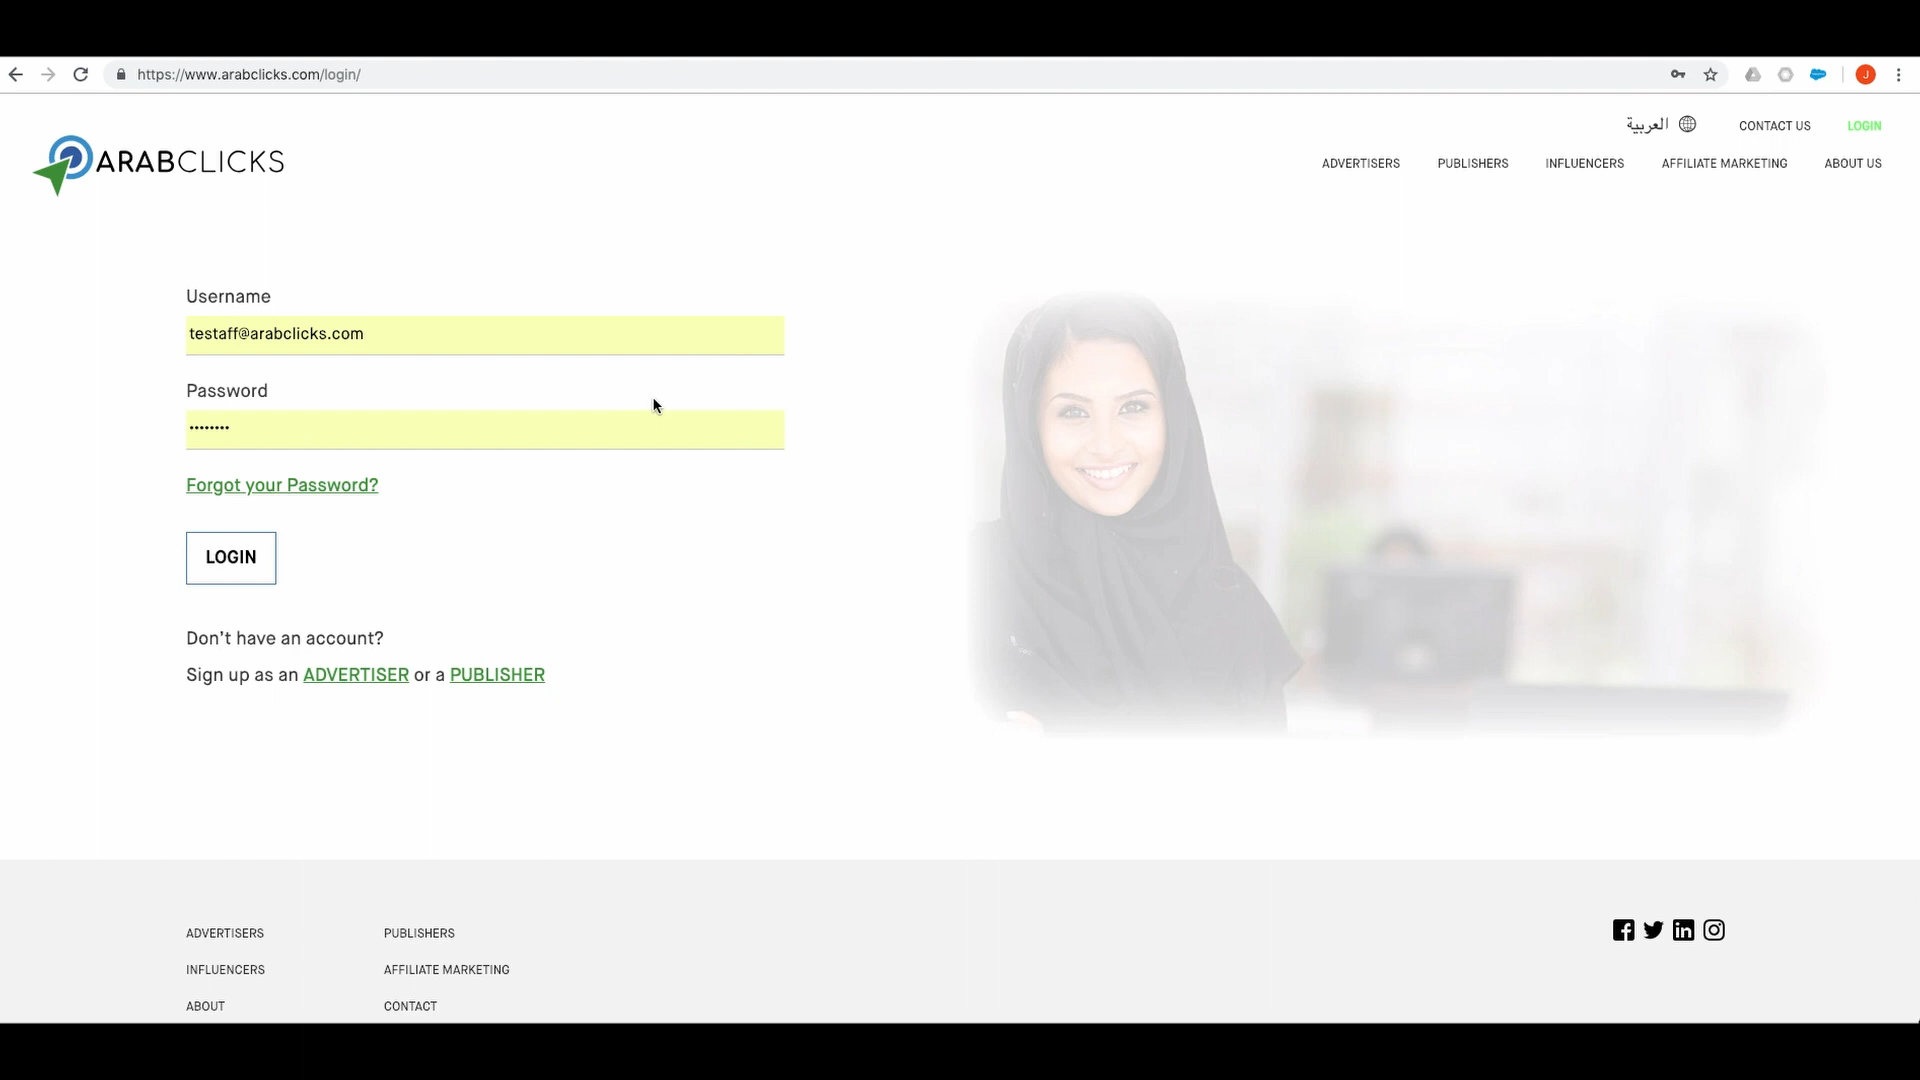 https://www.arabclicks.com/login/
J
العربية
CONTACT US
LOGIN
ARABCLICKS
ADVERTISERS
PUBLISHERS
INFLUENCERS
AFFILIATE MARKETING
ABOUT US
Username
testaff@arabclicks.com
Password
••••••••
Forgot your Password?
LOGIN
Don't have an account?
Sign up as an ADVERTISER or a PUBLISHER
ADVERTISERS
PUBLISHERS
INFLUENCERS
AFFILIATE MARKETING
ABOUT
CONTACT